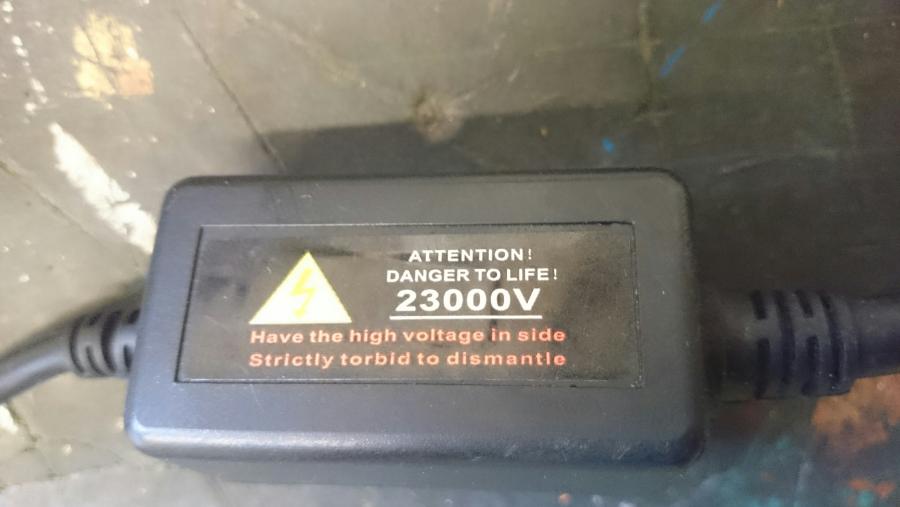 ATTENTION!
DANGER TO LIFE!
23000V
Have the high voltage in side
Strictly torbid to dismantle